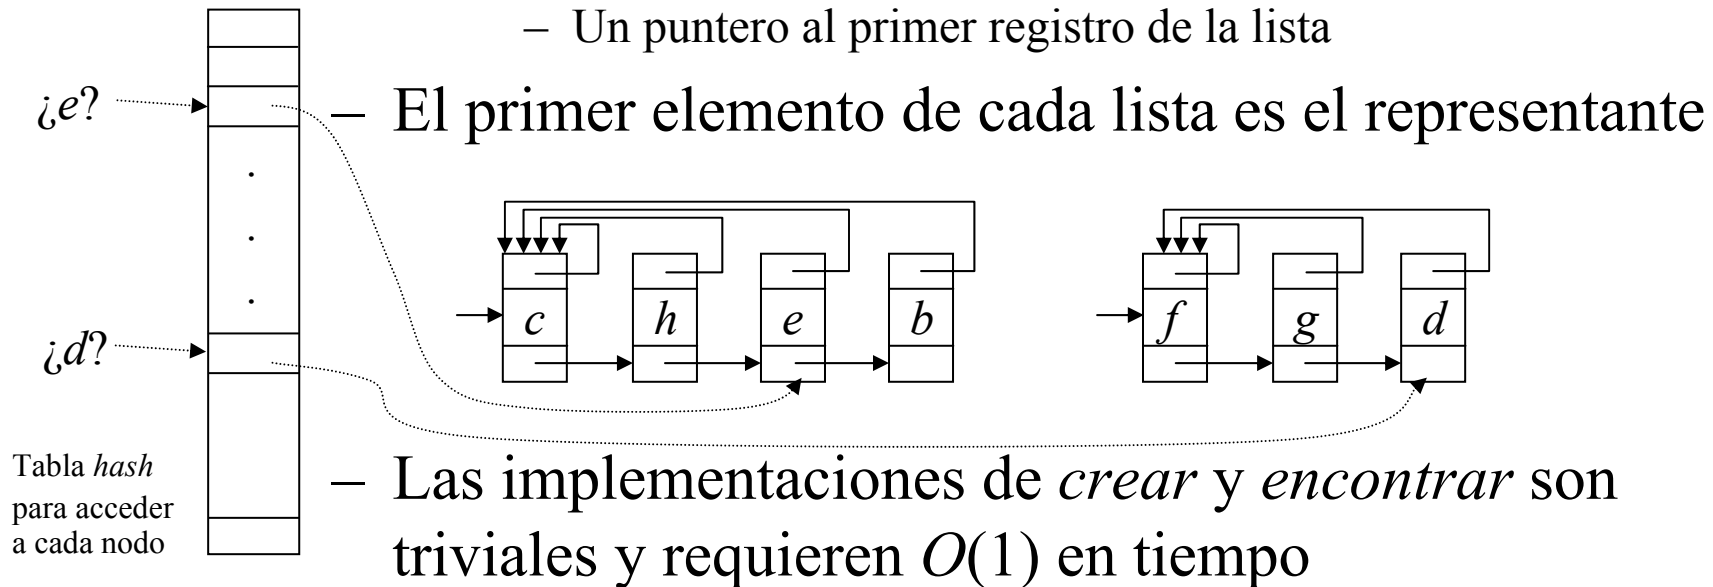 – Un puntero al primer registro de la lista
¿e?
– El primer elemento de cada lista es el representante
.
.
.
c h e b
f g d
¿d?
Tabla hash
para acceder
a cada nodo
– Las implementaciones de crear y encontrar son
triviales y requieren O(1) en tiempo